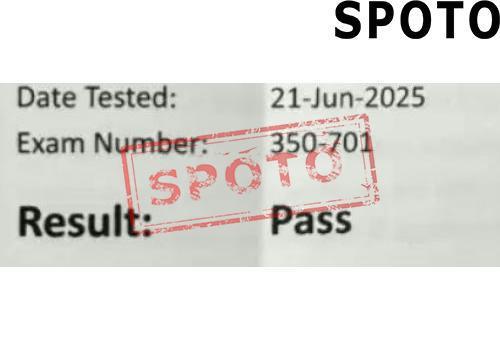 SPOTO
Date Tested: 21-Jun-2025
Exam Number: 350-701
SPOTO
Result: Pass